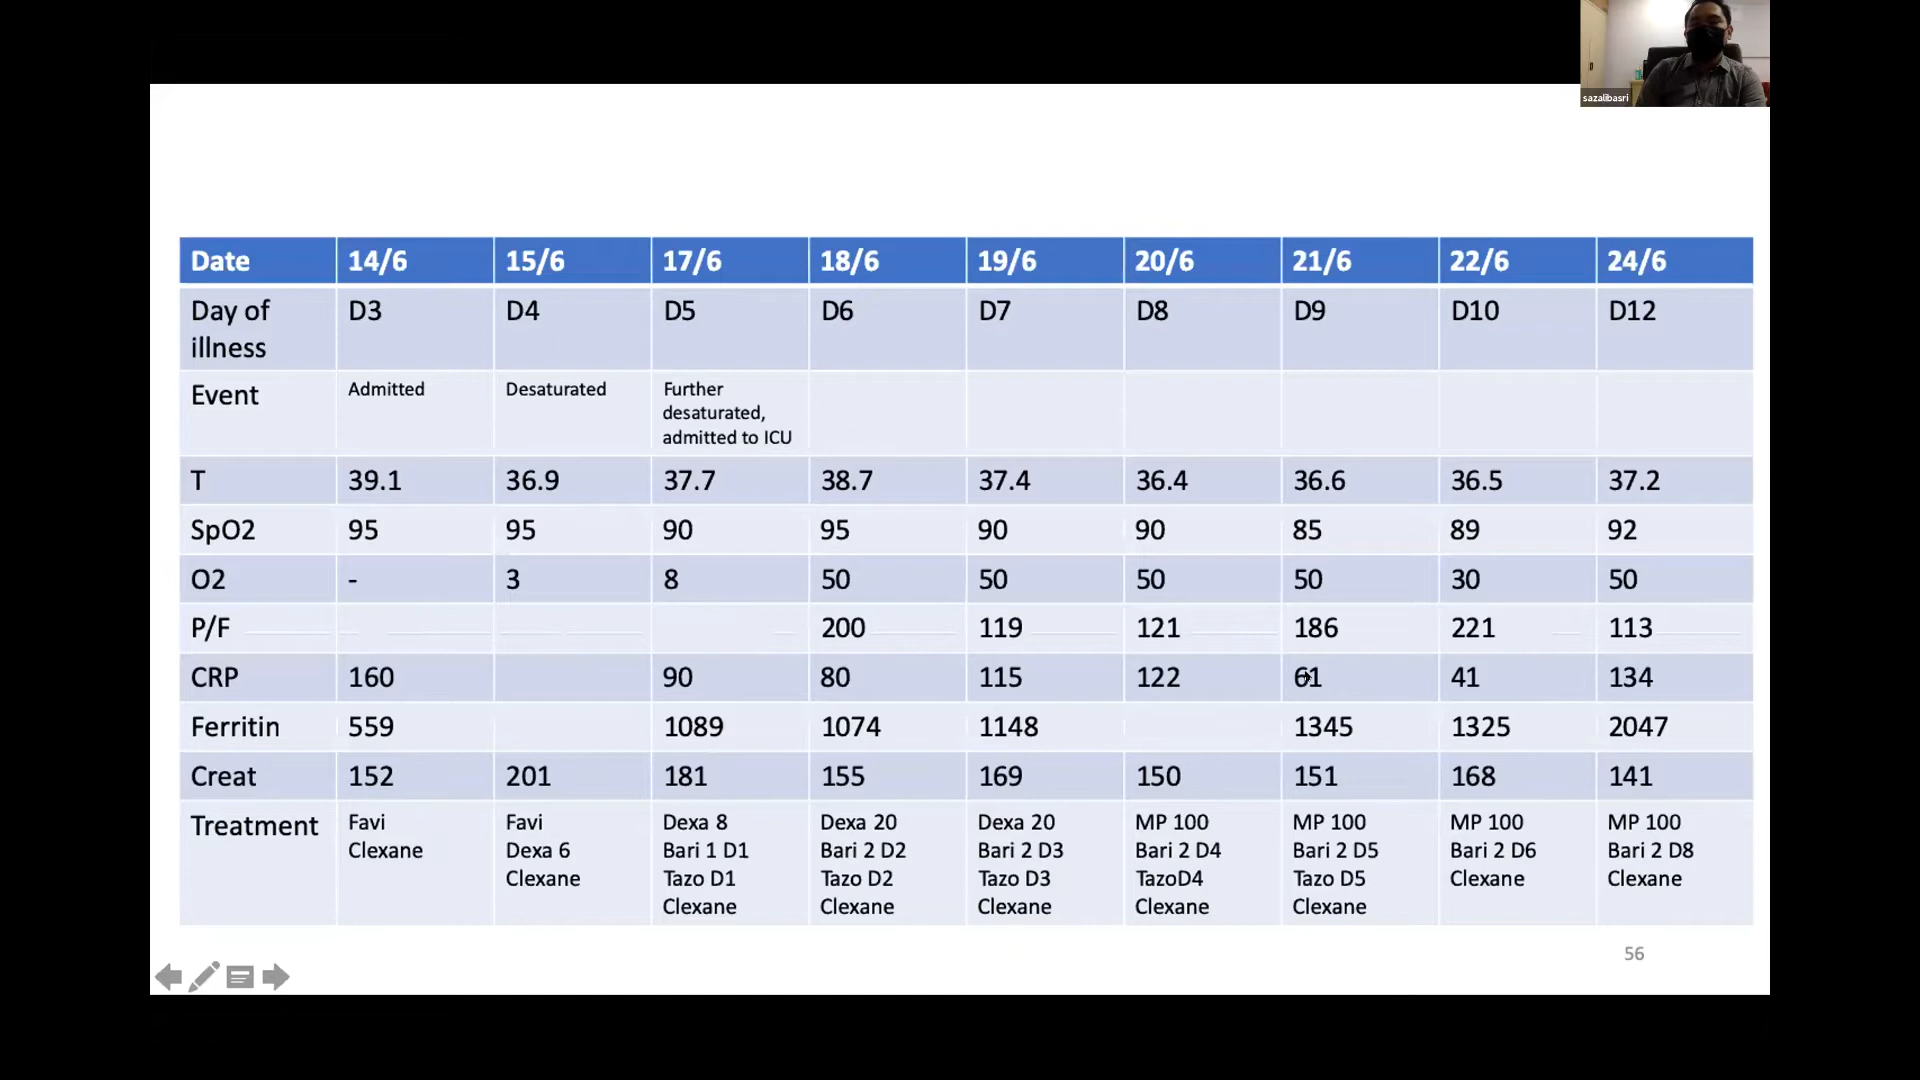 sazalibasri
Date 14/6 15/6 17/6 18/6 19/6 20/6 21/6 22/6 24/6
Day of illness D3 D4 D5 D6 D7 D8 D9 D10 D12
Event Admitted Desaturated Further desaturated, admitted to ICU
T 39.1 36.9 37.7 38.7 37.4 36.4 36.6 36.5 37.2
SpO2 95 95 90 95 90 90 85 89 92
O2 - 3 8 50 50 50 50 30 50
P/F 200 119 121 186 221 113
CRP 160 90 80 115 122 61 41 134
Ferritin 559 1089 1074 1148 1345 1325 2047
Creat 152 201 181 155 169 150 151 168 141
Treatment Favi Favi Dexa 8 Dexa 20 Dexa 20 MP 100 MP 100 MP 100 MP 100
Clexane Dexa 6 Bari 1 D1 Bari 2 D2 Bari 2 D3 Bari 2 D4 Bari 2 D5 Bari 2 D6 Bari 2 D8
Clexane Tazo D1 Tazo D2 Tazo D3 TazoD4 Tazo D5 Clexane Clexane
Clexane Clexane Clexane Clexane Clexane
56